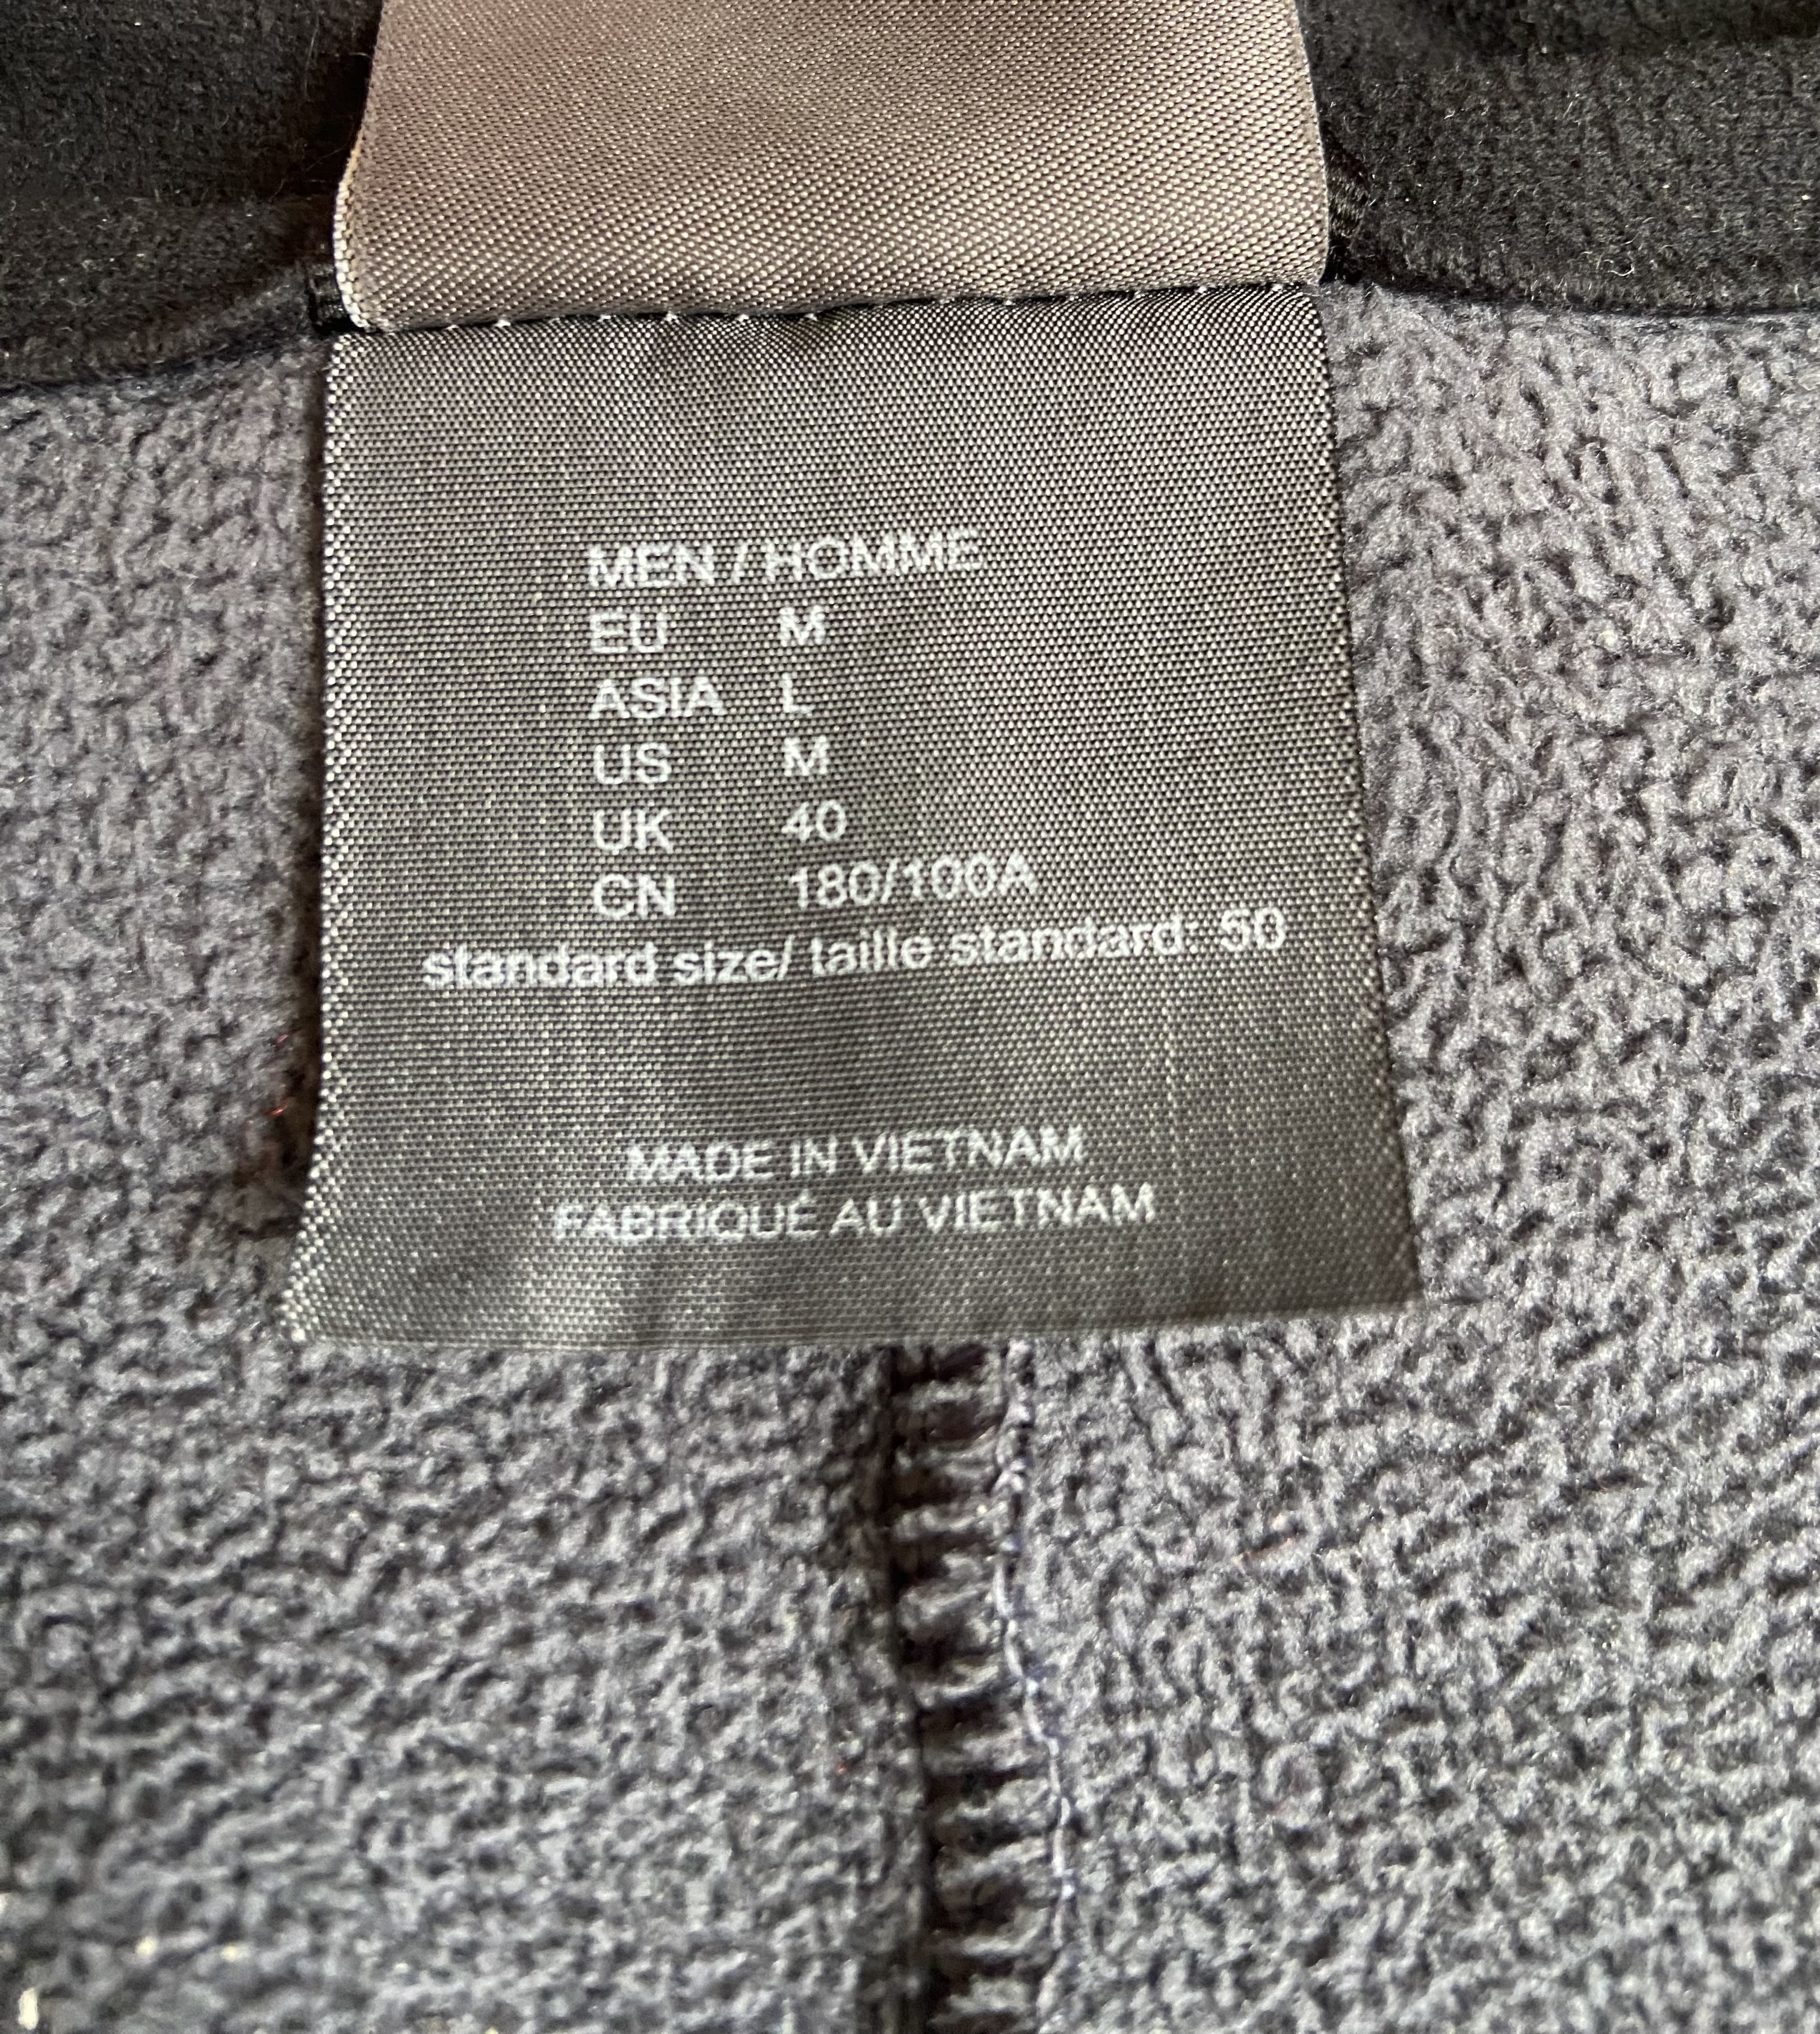 MEN / HOMME
EU M
ASIA L
US M
UK 40
CN 180/100A
standard size/ taille standard: 50
MADE IN VIETNAM
FABRIQUÉ AU VIETNAM